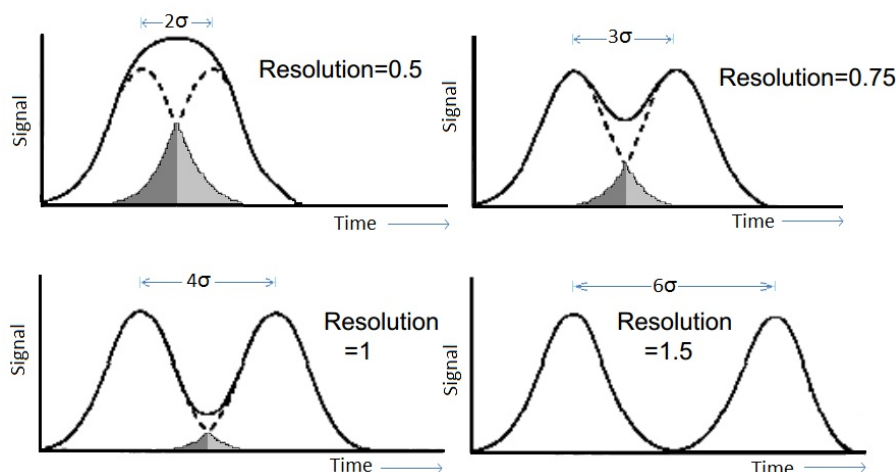 2σ
Resolution=0.5
Signal
Time
3σ
Resolution=0.75
Signal
Time
4σ
Resolution
=1
Signal
Time
6σ
Resolution
=1.5
Signal
Time